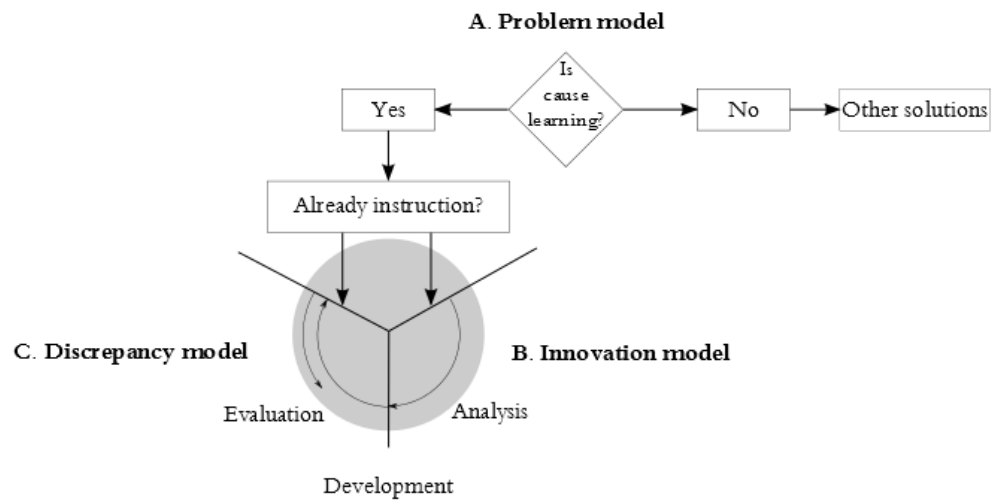 A. Problem model
Is
cause
learning?
Yes
No
Other solutions
Already instruction?
C. Discrepancy model
B. Innovation model
Evaluation
Analysis
Development